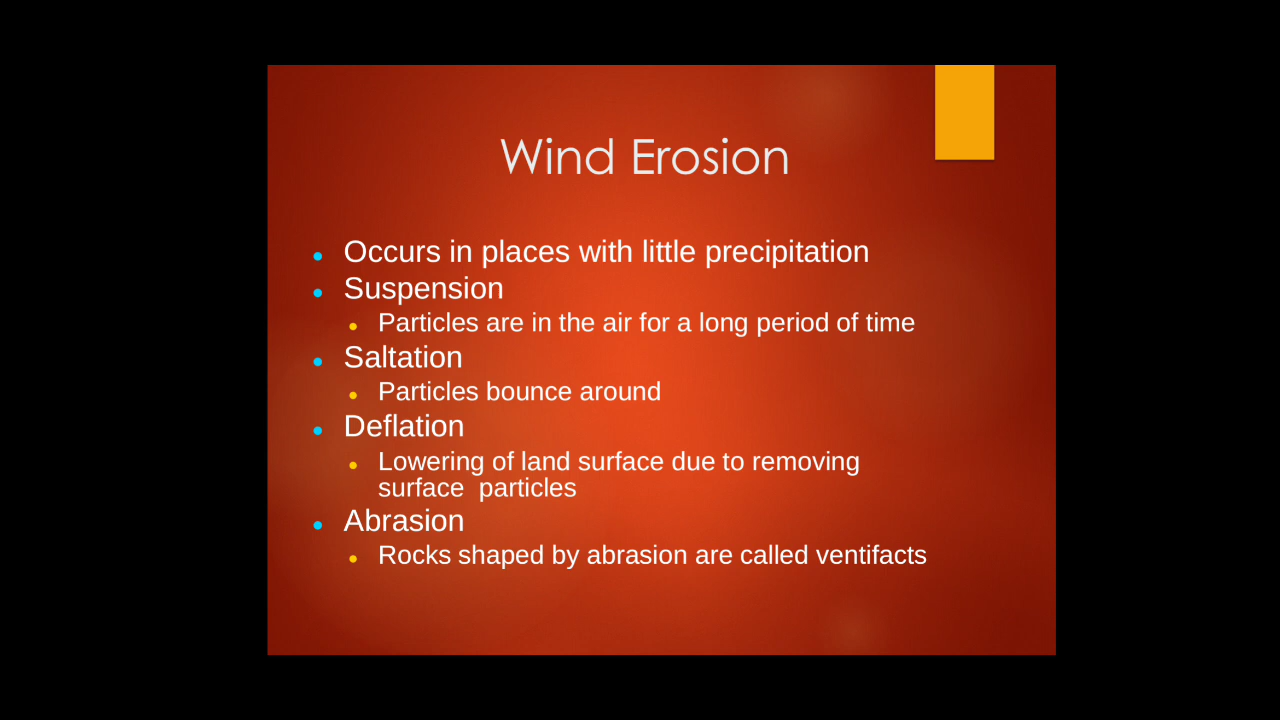 Wind Erosion
Occurs in places with little precipitation
Suspension
Particles are in the air for a long period of time
Saltation
Particles bounce around
Deflation
Lowering of land surface due to removing
surface  particles
Abrasion
Rocks shaped by abrasion are called ventifacts